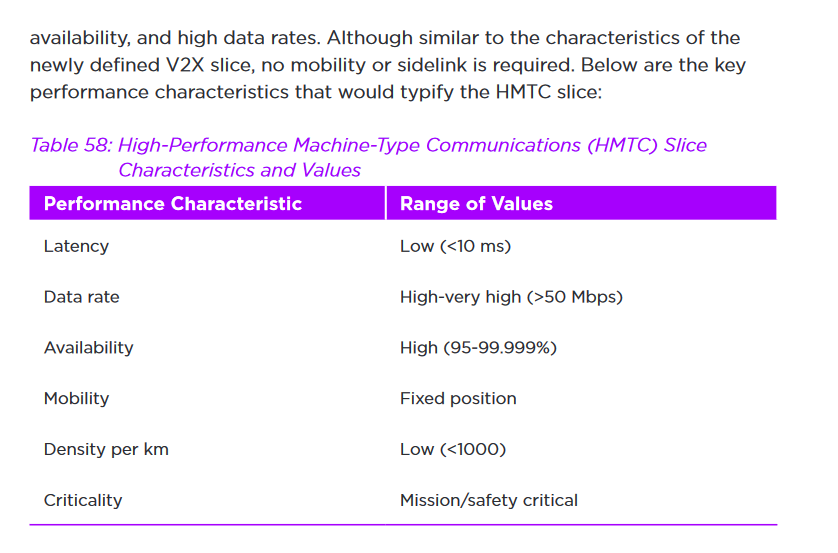 availability, and high data rates. Although similar to the characteristics of the
newly defined V2X slice, no mobility or sidelink is required. Below are the key
performance characteristics that would typify the HMTC slice:
Table 58: High-Performance Machine-Type Communications (HMTC) Slice
Characteristics and Values
Performance Characteristic Range of Values
Latency Low (<10 ms)
Data rate High-very high (>50 Mbps)
Availability High (95-99.999%)
Mobility Fixed position
Density per km Low (<1000)
Criticality Mission/safety critical